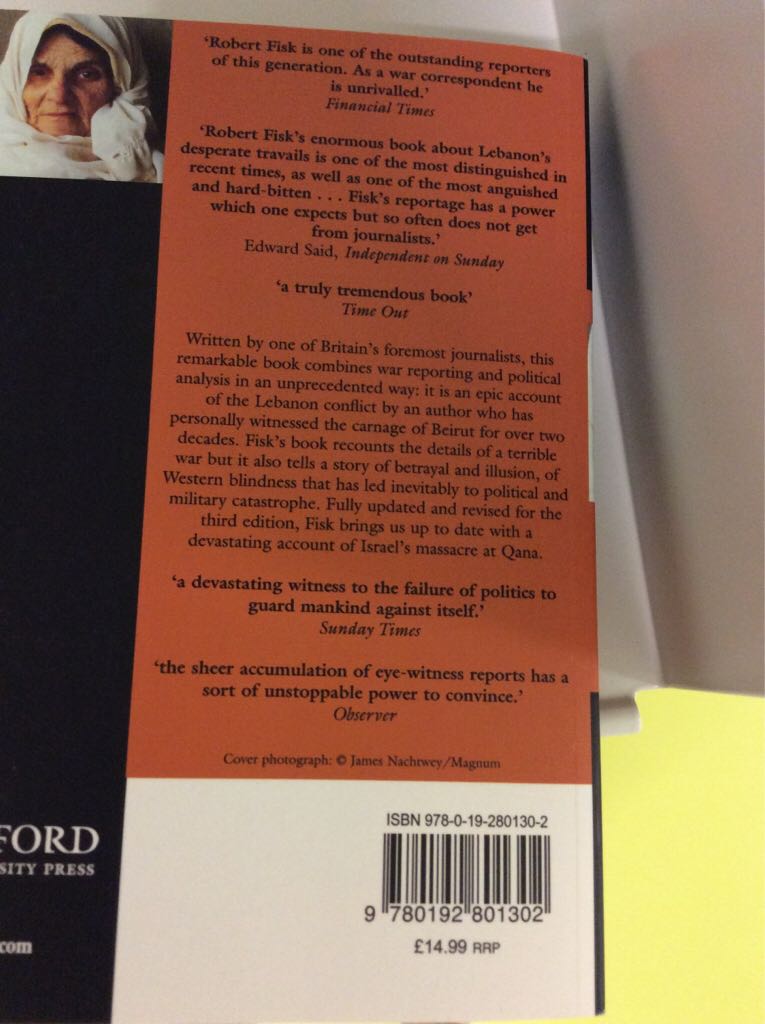 ‘Robert Fisk is one of the outstanding reporters
of this generation. As a war correspondent he
is unrivalled.’
Financial Times
‘Robert Fisk’s enormous book about Lebanon’s
desperate travails is one of the most distinguished in
recent times, as well as one of the most anguished
and hard-bitten . . . Fisk’s reportage has a power
which one expects but so often does not get
from journalists.’
Edward Said, Independent on Sunday
‘a truly tremendous book’
Time Out
Written by one of Britain’s foremost journalists, this
remarkable book combines war reporting and political
analysis in an unprecedented way: it is an epic account
of the Lebanon conflict by an author who has
personally witnessed the carnage of Beirut for over two
decades. Fisk’s book recounts the details of a terrible
war but it also tells a story of betrayal and illusion, of
Western blindness that has led inevitably to political and
military catastrophe. Fully updated and revised for the
third edition, Fisk brings us up to date with a
devastating account of Israel’s massacre at Qana.
‘a devastating witness to the failure of politics to
guard mankind against itself.’
Sunday Times
‘the sheer accumulation of eye-witness reports has a
sort of unstoppable power to convince.’
Observer
Cover photograph: © James Nachtwey/Magnum
FORD
SITY PRESS
com
ISBN 978-0-19-280130-2
9 780192 801302
£14.99 RRP